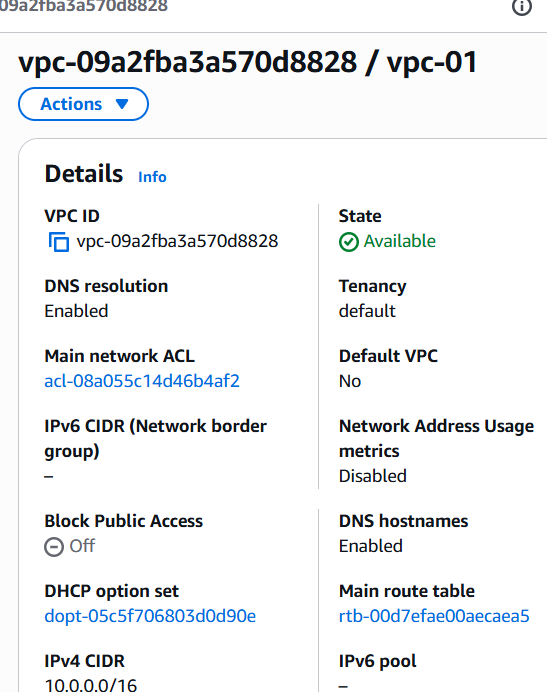 09a2fba3a570d8828
vpc-09a2fba3a570d8828 / vpc-01
Actions
Details Info
VPC ID
vpc-09a2fba3a570d8828
State
Available
DNS resolution
Enabled
Tenancy
default
Main network ACL
acl-08a055c14d46b4af2
Default VPC
No
IPv6 CIDR (Network border
group)
–
Network Address Usage
metrics
Disabled
Block Public Access
Off
DNS hostnames
Enabled
DHCP option set
dopt-05c5f706803d0d90e
Main route table
rtb-00d7efae00aecaea5
IPv4 CIDR
10.0.0.0/16
IPv6 pool
–